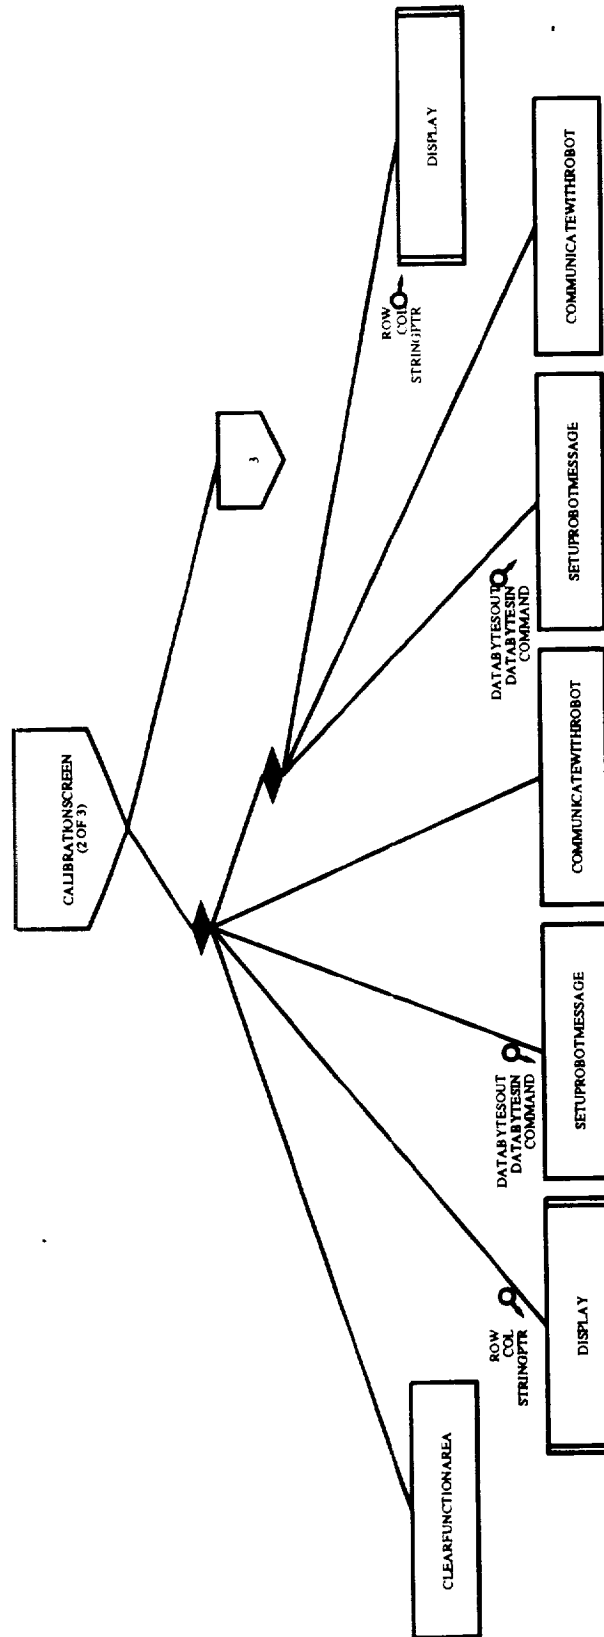 CALIBRATIONSCREEN
(2 OF 3)
3
CLEARFUNCTIONAREA
ROW
COL
STRINGPTR
DISPLAY
DATABYTESOUT
DATABYTESIN
COMMAND
SETUPROBOTMESSAGE
COMMUNICATEWITHROBOT
DATABYTESOUT
DATABYTESIN
COMMAND
SETUPROBOTMESSAGE
COMMUNICATEWITHROBOT
ROW
COL
STRINGPTR
DISPLAY